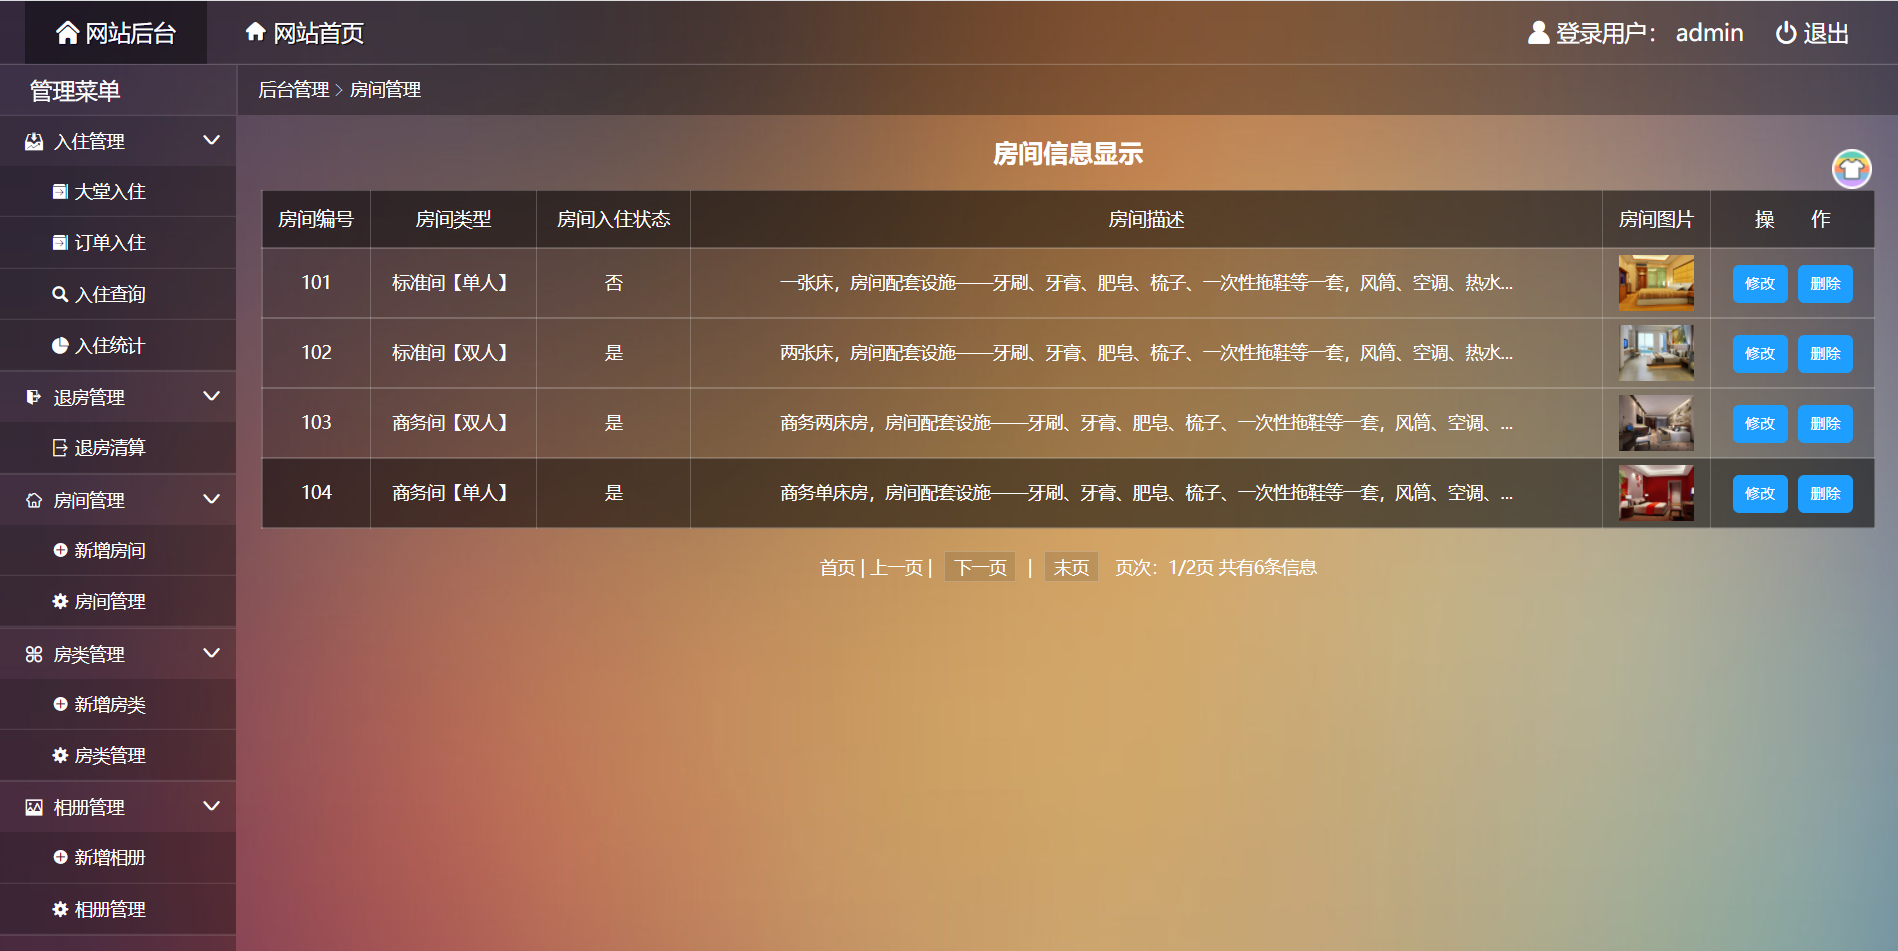 网站后台 网站首页 登录用户： admin 退出
管理菜单
后台管理 > 房间管理
入住管理
大堂入住
订单入住
入住查询
入住统计
退房管理
退房清算
房间管理
新增房间
房间管理
房类管理
新增房类
房类管理
相册管理
新增相册
相册管理
房间信息显示
房间编号 房间类型 房间入住状态 房间描述 房间图片 操 作
101 标准间【单人】 否 一张床，房间配套设施——牙刷、牙膏、肥皂、梳子、一次性拖鞋等一套，风筒、空调、热水... 修改 删除
102 标准间【双人】 是 两张床，房间配套设施——牙刷、牙膏、肥皂、梳子、一次性拖鞋等一套，风筒、空调、热水... 修改 删除
103 商务间【双人】 是 商务两床房，房间配套设施——牙刷、牙膏、肥皂、梳子、一次性拖鞋等一套，风筒、空调、... 修改 删除
104 商务间【单人】 是 商务单床房，房间配套设施——牙刷、牙膏、肥皂、梳子、一次性拖鞋等一套，风筒、空调、... 修改 删除
首页 | 上一页 | 下一页 | 末页 页次：1/2页 共有6条信息